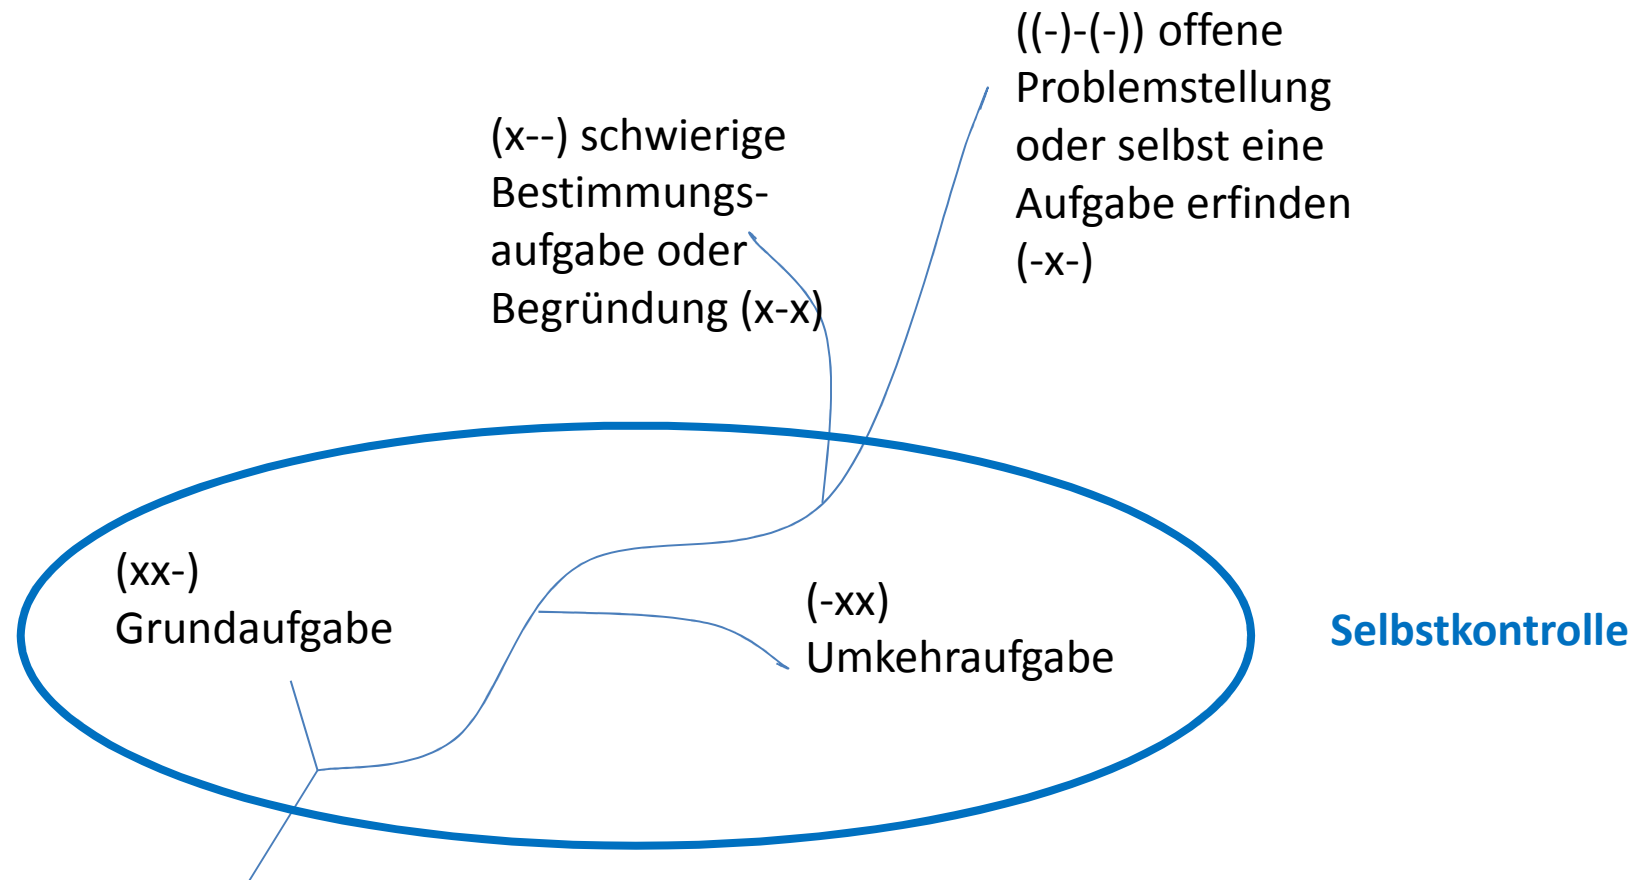 ((-)-(-)) offene
Problemstellung
oder selbst eine
Aufgabe erfinden
(-x-)
(x--) schwierige
Bestimmungs-
aufgabe oder
Begründung (x-x)
(xx-)
Grundaufgabe
(-xx)
Umkehraufgabe
Selbstkontrolle